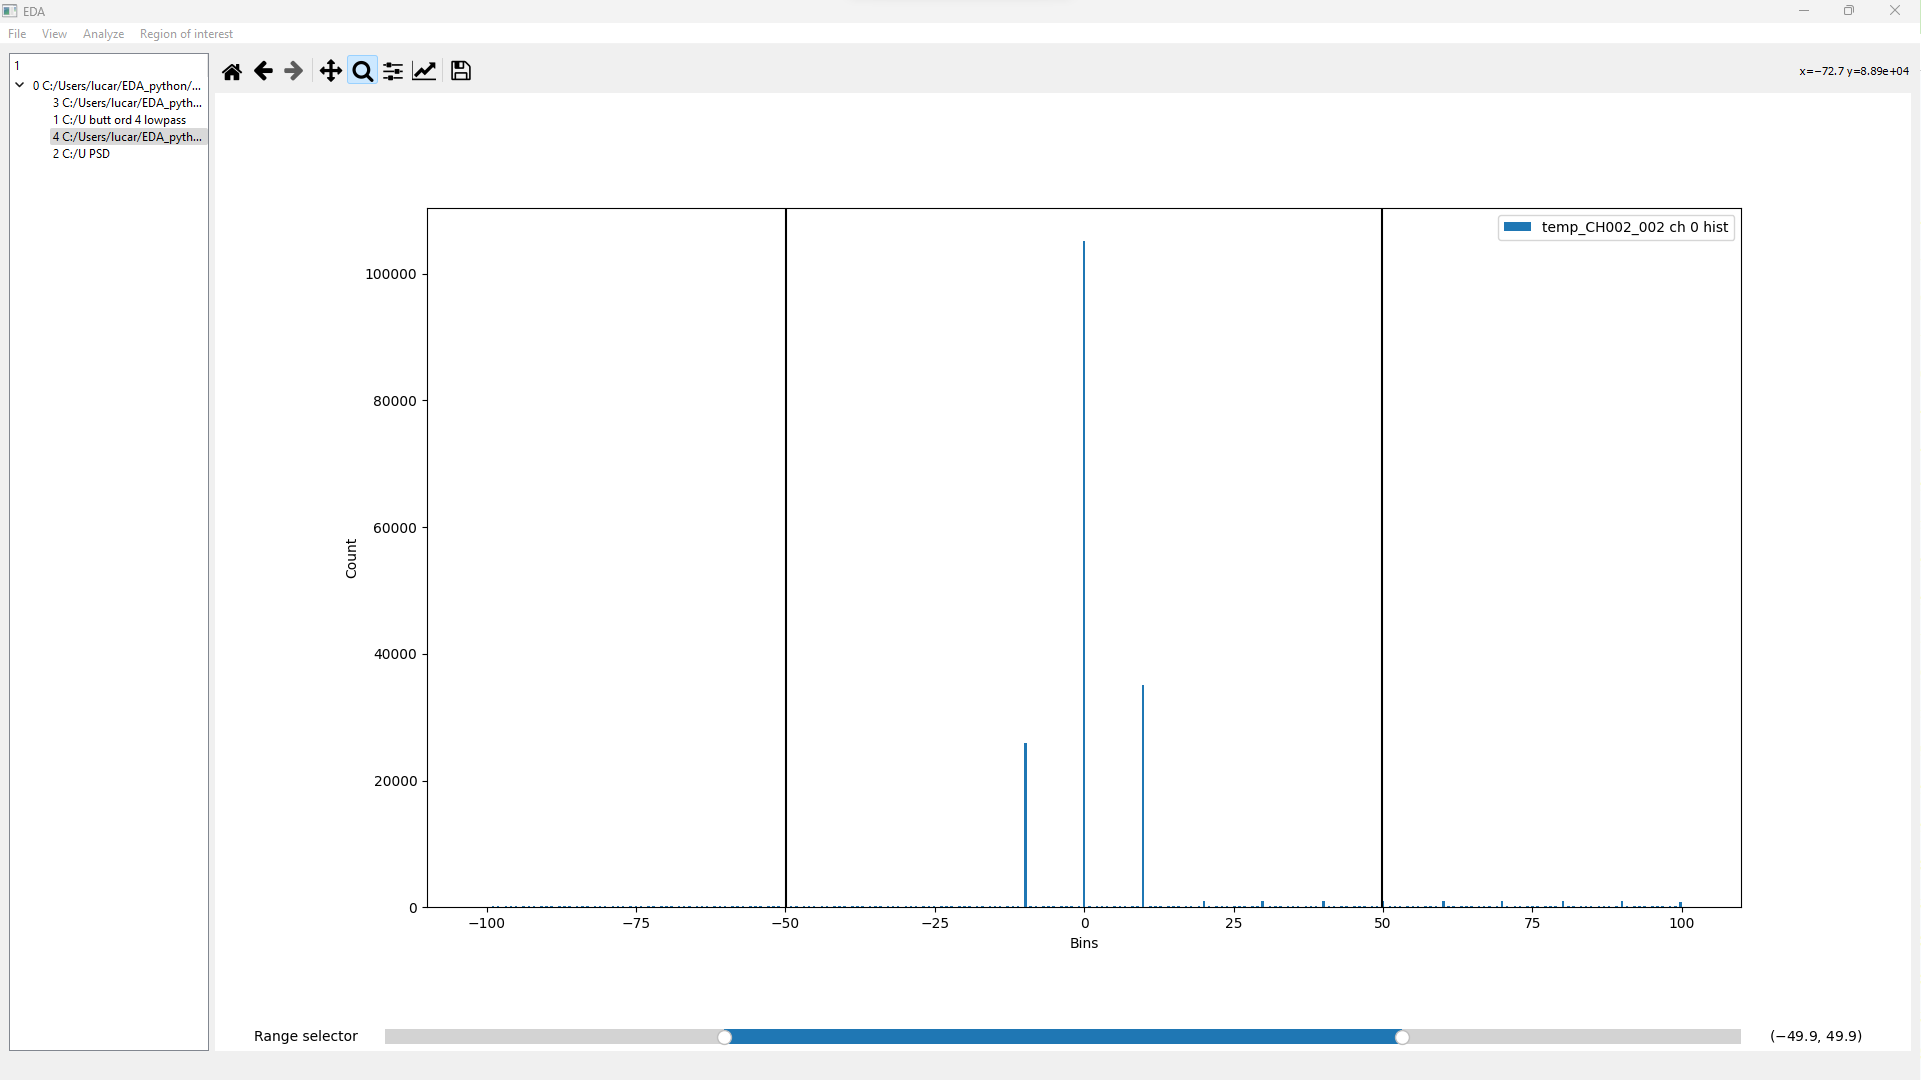 EDA
File View Analyze Region of interest
1
0 C:/Users/lucar/EDA_python/...
3 C:/Users/lucar/EDA_pyth...
1 C:/U butt ord 4 lowpass
4 C:/Users/lucar/EDA_pyth...
2 C:/U PSD
x=−72.7 y=8.89e+04
temp_CH002_002 ch 0 hist
100000
80000
60000
40000
20000
0
Count
−100 −75 −50 −25 0 25 50 75 100
Bins
Range selector (−49.9, 49.9)